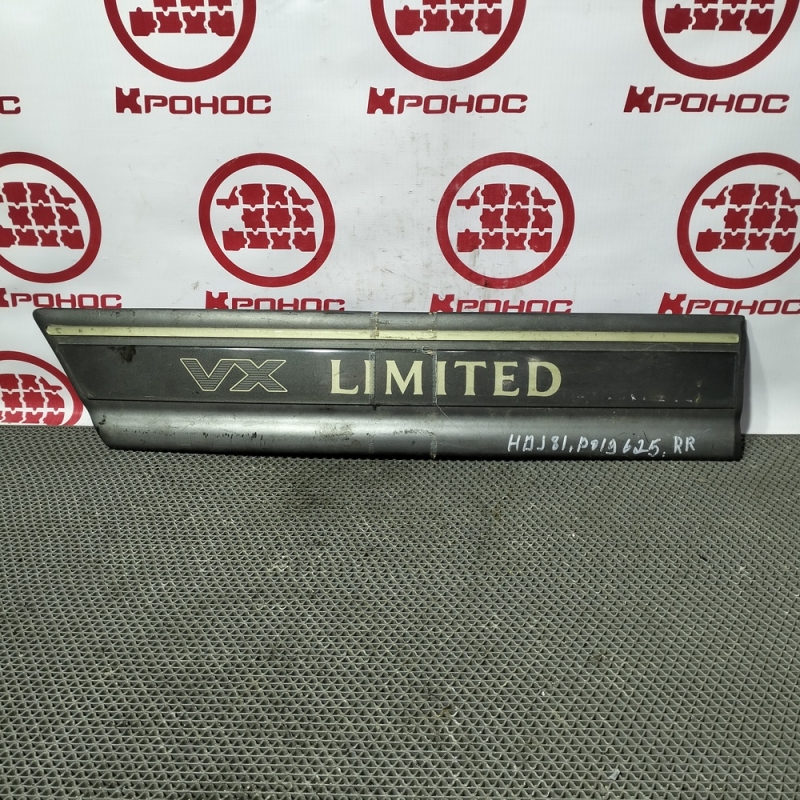 КРОНОС КРОНОС КРОНОС
КРОНОС КРОНОС КРОНОС КРОНОС
VX LIMITED
HDJ81, P019625, RR